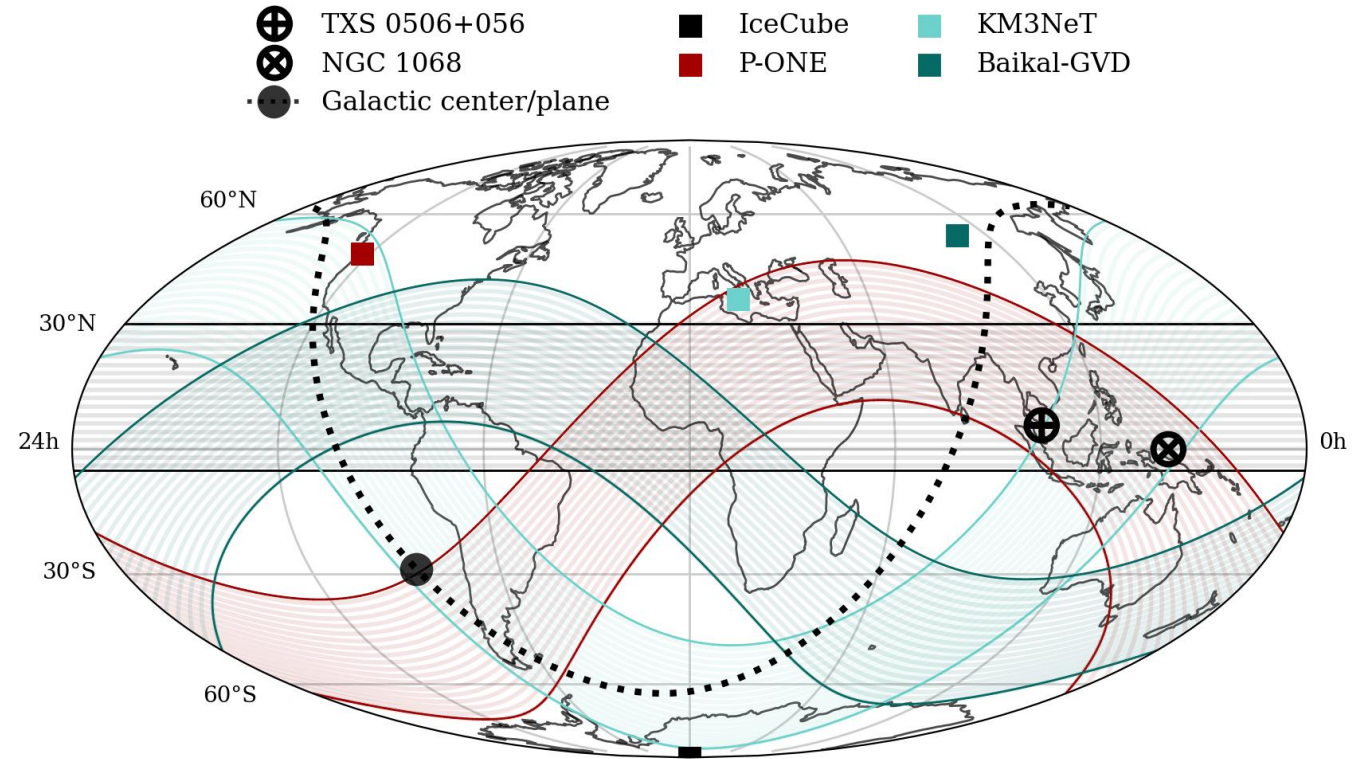 TXS 0506+056
NGC 1068
Galactic center/plane
IceCube
P-ONE
KM3NeT
Baikal-GVD
60°N
30°N
24h
0h
30°S
60°S